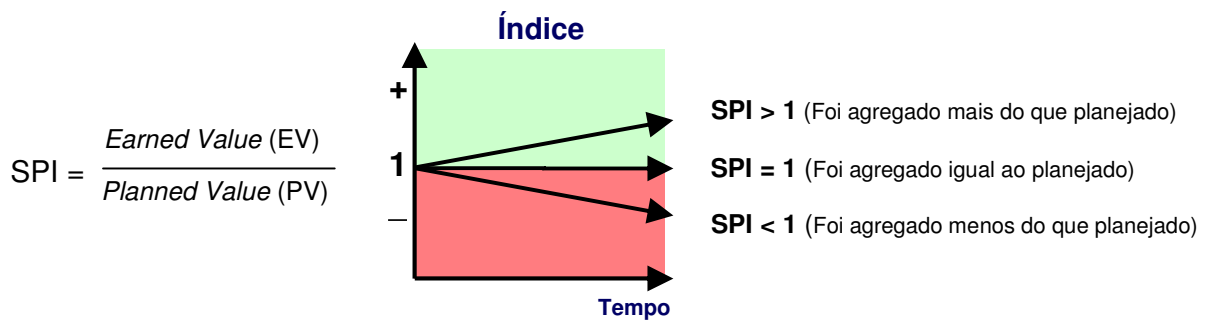 Índice
+
SPI > 1 (Foi agregado mais do que planejado)
SPI = Earned Value (EV)
Planned Value (PV)
1
SPI = 1 (Foi agregado igual ao planejado)
–
SPI < 1 (Foi agregado menos do que planejado)
Tempo